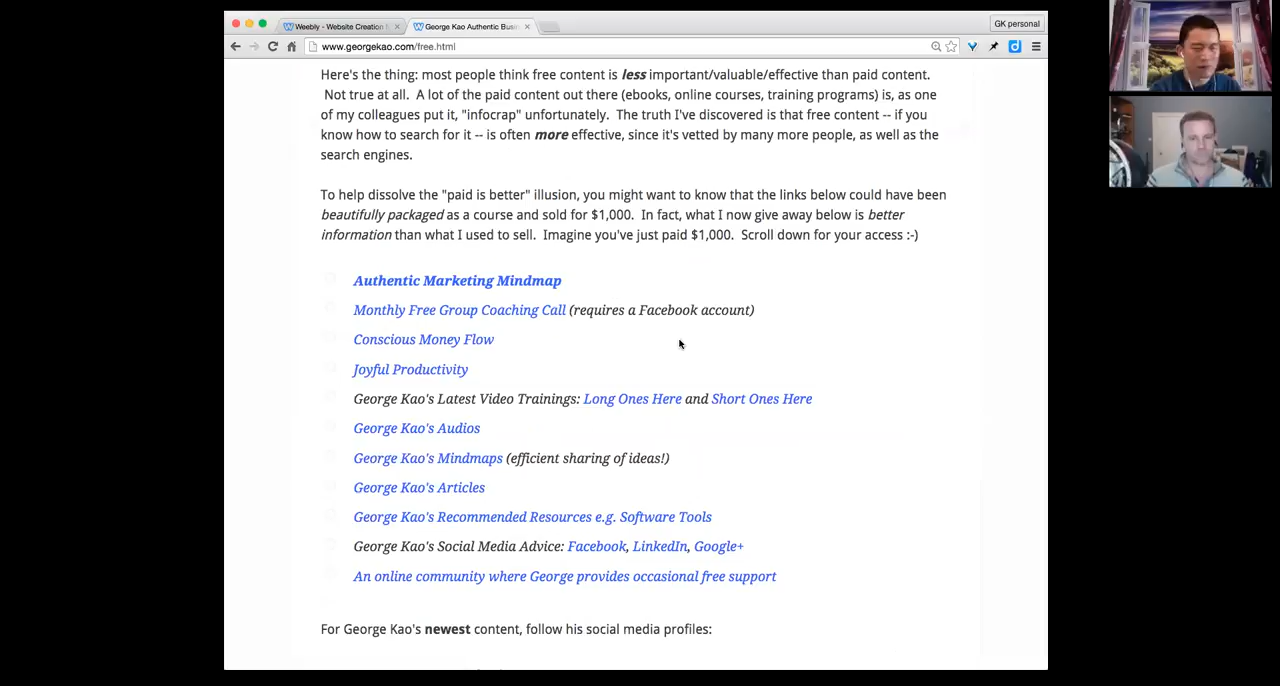 Weebly - Website Creation
George Kao Authentic Busi
GK personal
www.georgekao.com/free.html
Here's the thing: most people think free content is less important/valuable/effective than paid content.
Not true at all. A lot of the paid content out there (ebooks, online courses, training programs) is, as one
of my colleagues put it, "infocrap" unfortunately. The truth I've discovered is that free content -- if you
know how to search for it -- is often more effective, since it's vetted by many more people, as well as the
search engines.
To help dissolve the "paid is better" illusion, you might want to know that the links below could have been
beautifully packaged as a course and sold for $1,000. In fact, what I now give away below is better
information than what I used to sell. Imagine you've just paid $1,000. Scroll down for your access :-)
Authentic Marketing Mindmap
Monthly Free Group Coaching Call (requires a Facebook account)
Conscious Money Flow
Joyful Productivity
George Kao's Latest Video Trainings: Long Ones Here and Short Ones Here
George Kao's Audios
George Kao's Mindmaps (efficient sharing of ideas!)
George Kao's Articles
George Kao's Recommended Resources e.g. Software Tools
George Kao's Social Media Advice: Facebook, LinkedIn, Google+
An online community where George provides occasional free support
For George Kao's newest content, follow his social media profiles: